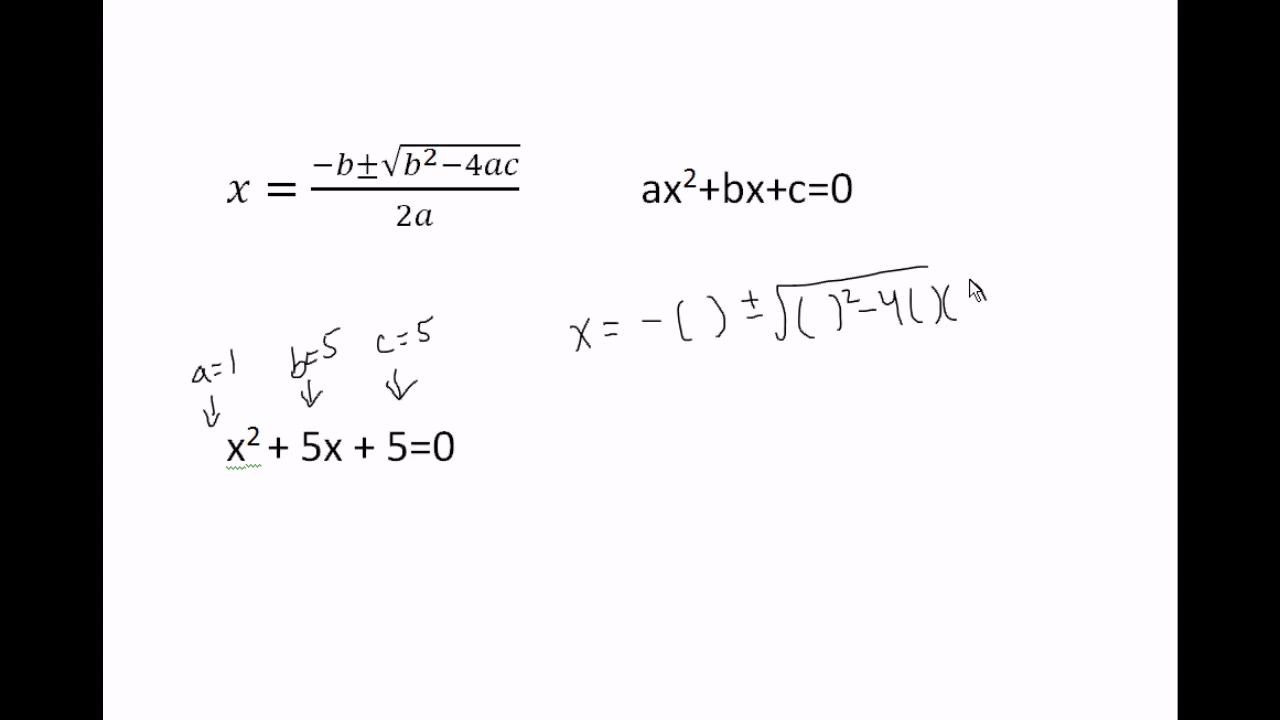 x = −b±√b²−4ac / 2a
ax²+bx+c=0
x = − ( ) ± √( )²−4( )(
a=1 b=5 c=5
x² + 5x + 5=0